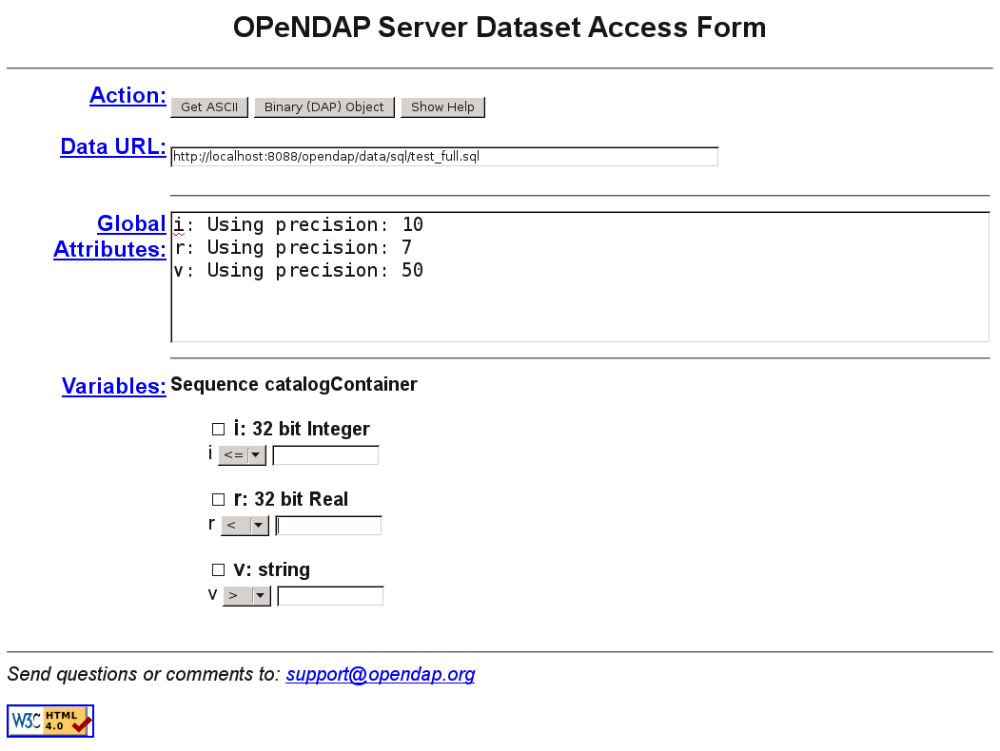 OPeNDAP Server Dataset Access Form
Action: Get ASCII Binary (DAP) Object Show Help
Data URL: http://localhost:8088/opendap/data/sql/test_full.sql
Global Attributes:
i: Using precision: 10
r: Using precision: 7
v: Using precision: 50
Variables: Sequence catalogContainer
i: 32 bit Integer
i <=
r: 32 bit Real
r <
v: string
v >
Send questions or comments to: support@opendap.org
W3C HTML 4.0